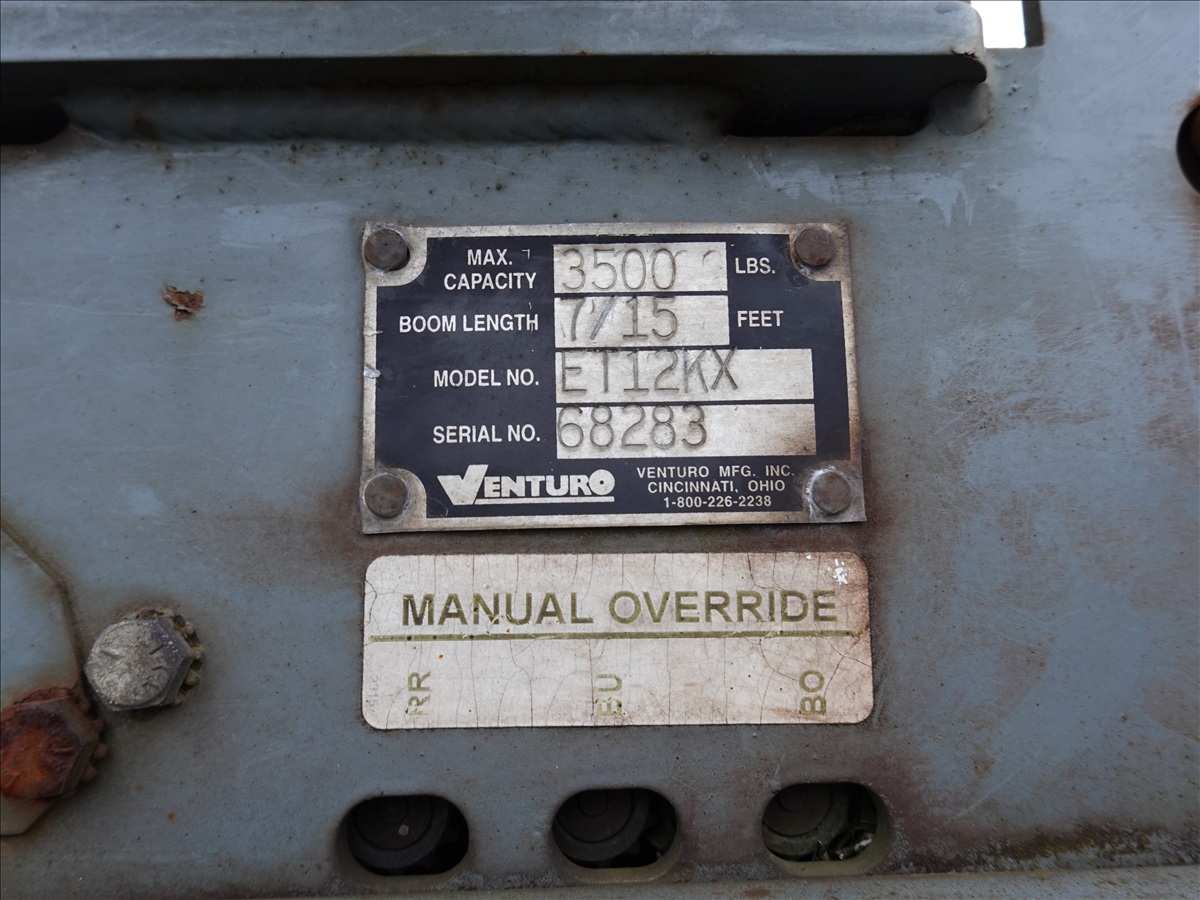 MAX. CAPACITY 3500 LBS.
BOOM LENGTH 7/15 FEET
MODEL NO. ET12KX
SERIAL NO. 68283
VENTURO
VENTURO MFG. INC.
CINCINNATI, OHIO
1-800-226-2238
MANUAL OVERRIDE
RR BU BO